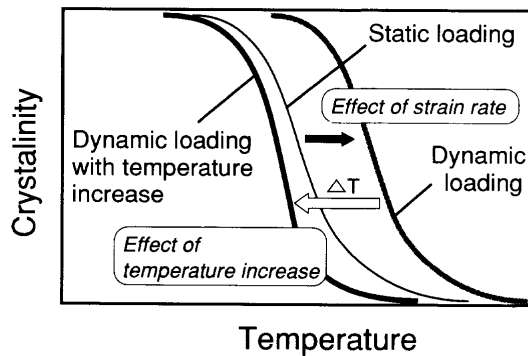 Static loading
Effect of strain rate
Dynamic loading
with temperature
increase
Dynamic
loading
△T
Effect of
temperature increase
Crystalinity
Temperature